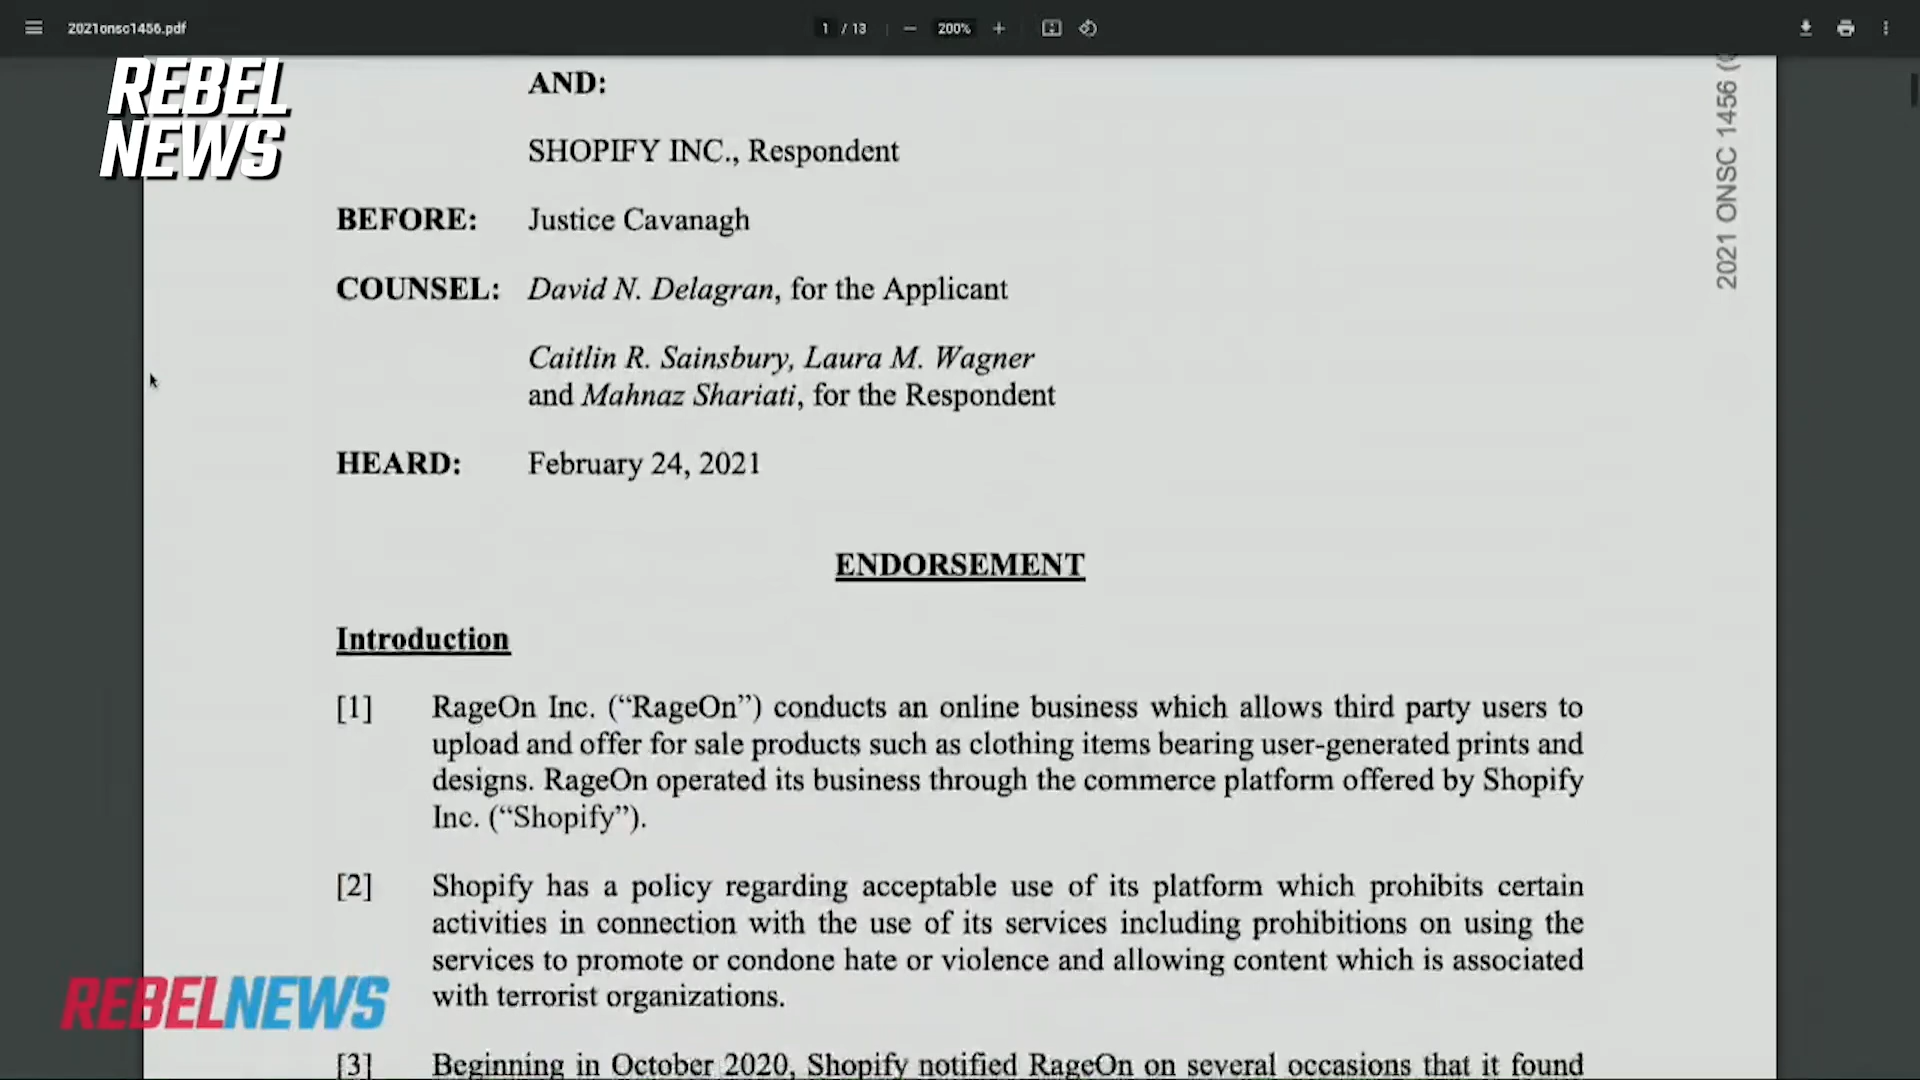 2021onsc1456.pdf
1 / 13
200%
REBEL
NEWS
AND:
SHOPIFY INC., Respondent
BEFORE: Justice Cavanagh
COUNSEL: David N. Delagran, for the Applicant
Caitlin R. Sainsbury, Laura M. Wagner
and Mahnaz Shariati, for the Respondent
HEARD: February 24, 2021
2021 ONSC 1456 (
ENDORSEMENT
Introduction
[1] RageOn Inc. (“RageOn”) conducts an online business which allows third party users to
upload and offer for sale products such as clothing items bearing user-generated prints and
designs. RageOn operated its business through the commerce platform offered by Shopify
Inc. (“Shopify”).
[2] Shopify has a policy regarding acceptable use of its platform which prohibits certain
activities in connection with the use of its services including prohibitions on using the
services to promote or condone hate or violence and allowing content which is associated
with terrorist organizations.
[3] Beginning in October 2020, Shopify notified RageOn on several occasions that it found
REBELNEWS